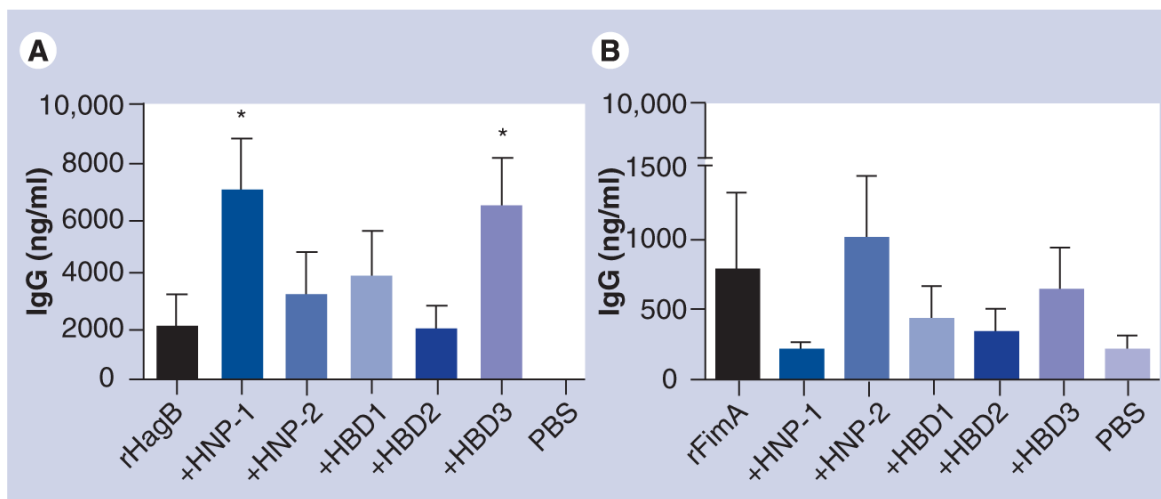 A
IgG (ng/ml)
10,000
8000
6000
4000
2000
0
*
*
rHagB
+HNP-1
+HNP-2
+HBD1
+HBD2
+HBD3
PBS
B
IgG (ng/ml)
10,000
1500
1000
500
0
rFimA
+HNP-1
+HNP-2
+HBD1
+HBD2
+HBD3
PBS